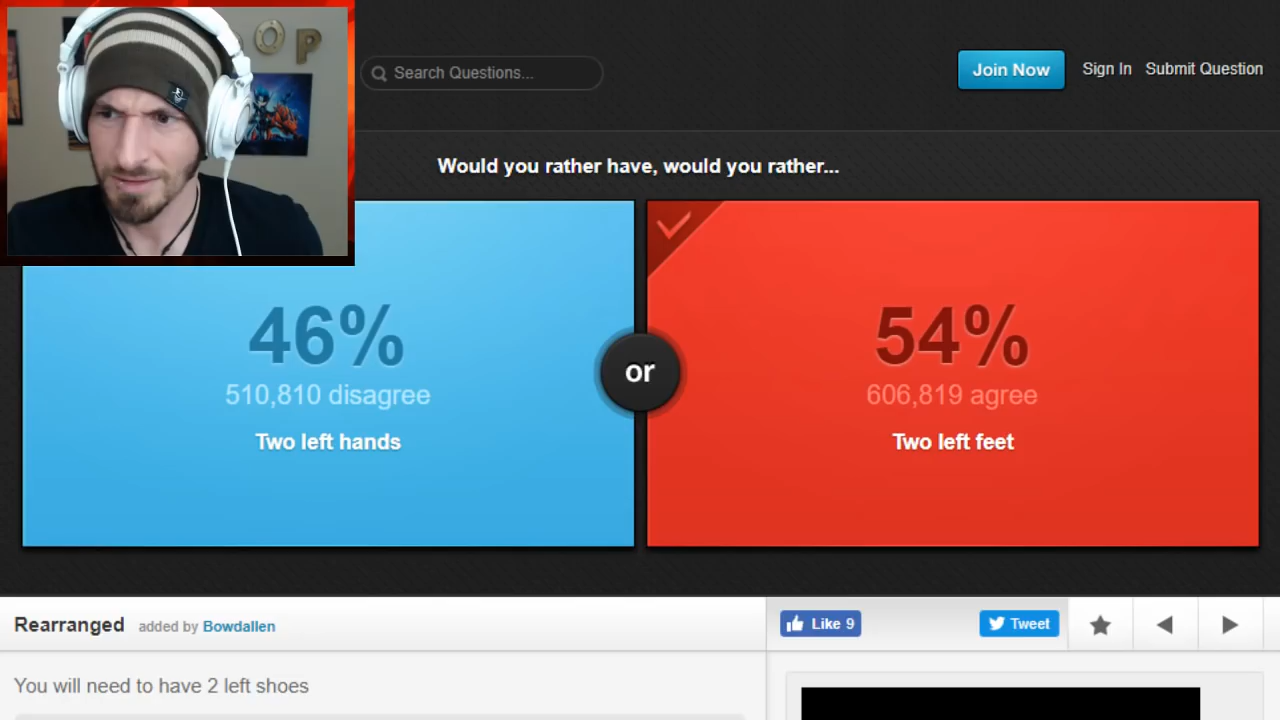 Q P
Search Questions...
Join Now
Sign In
Submit Question
Would you rather have, would you rather...
46%
510,810 disagree
Two left hands
or
54%
606,819 agree
Two left feet
Rearranged added by Bowdallen
Like 9
Tweet
You will need to have 2 left shoes